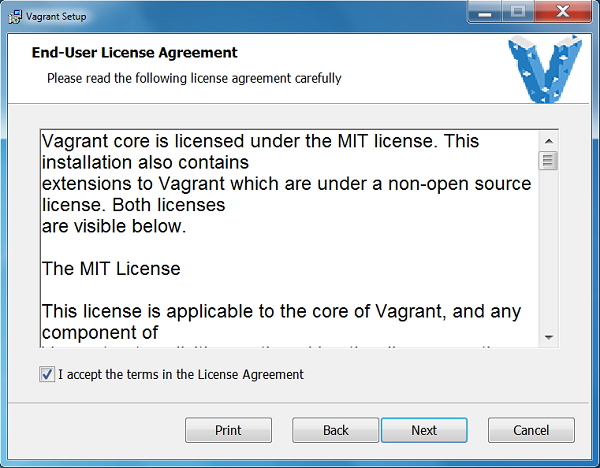 Vagrant Setup
End-User License Agreement
Please read the following license agreement carefully
Vagrant core is licensed under the MIT license. This
installation also contains
extensions to Vagrant which are under a non-open source
license. Both licenses
are visible below.
The MIT License
This license is applicable to the core of Vagrant, and any
component of
I accept the terms in the License Agreement
Print
Back
Next
Cancel